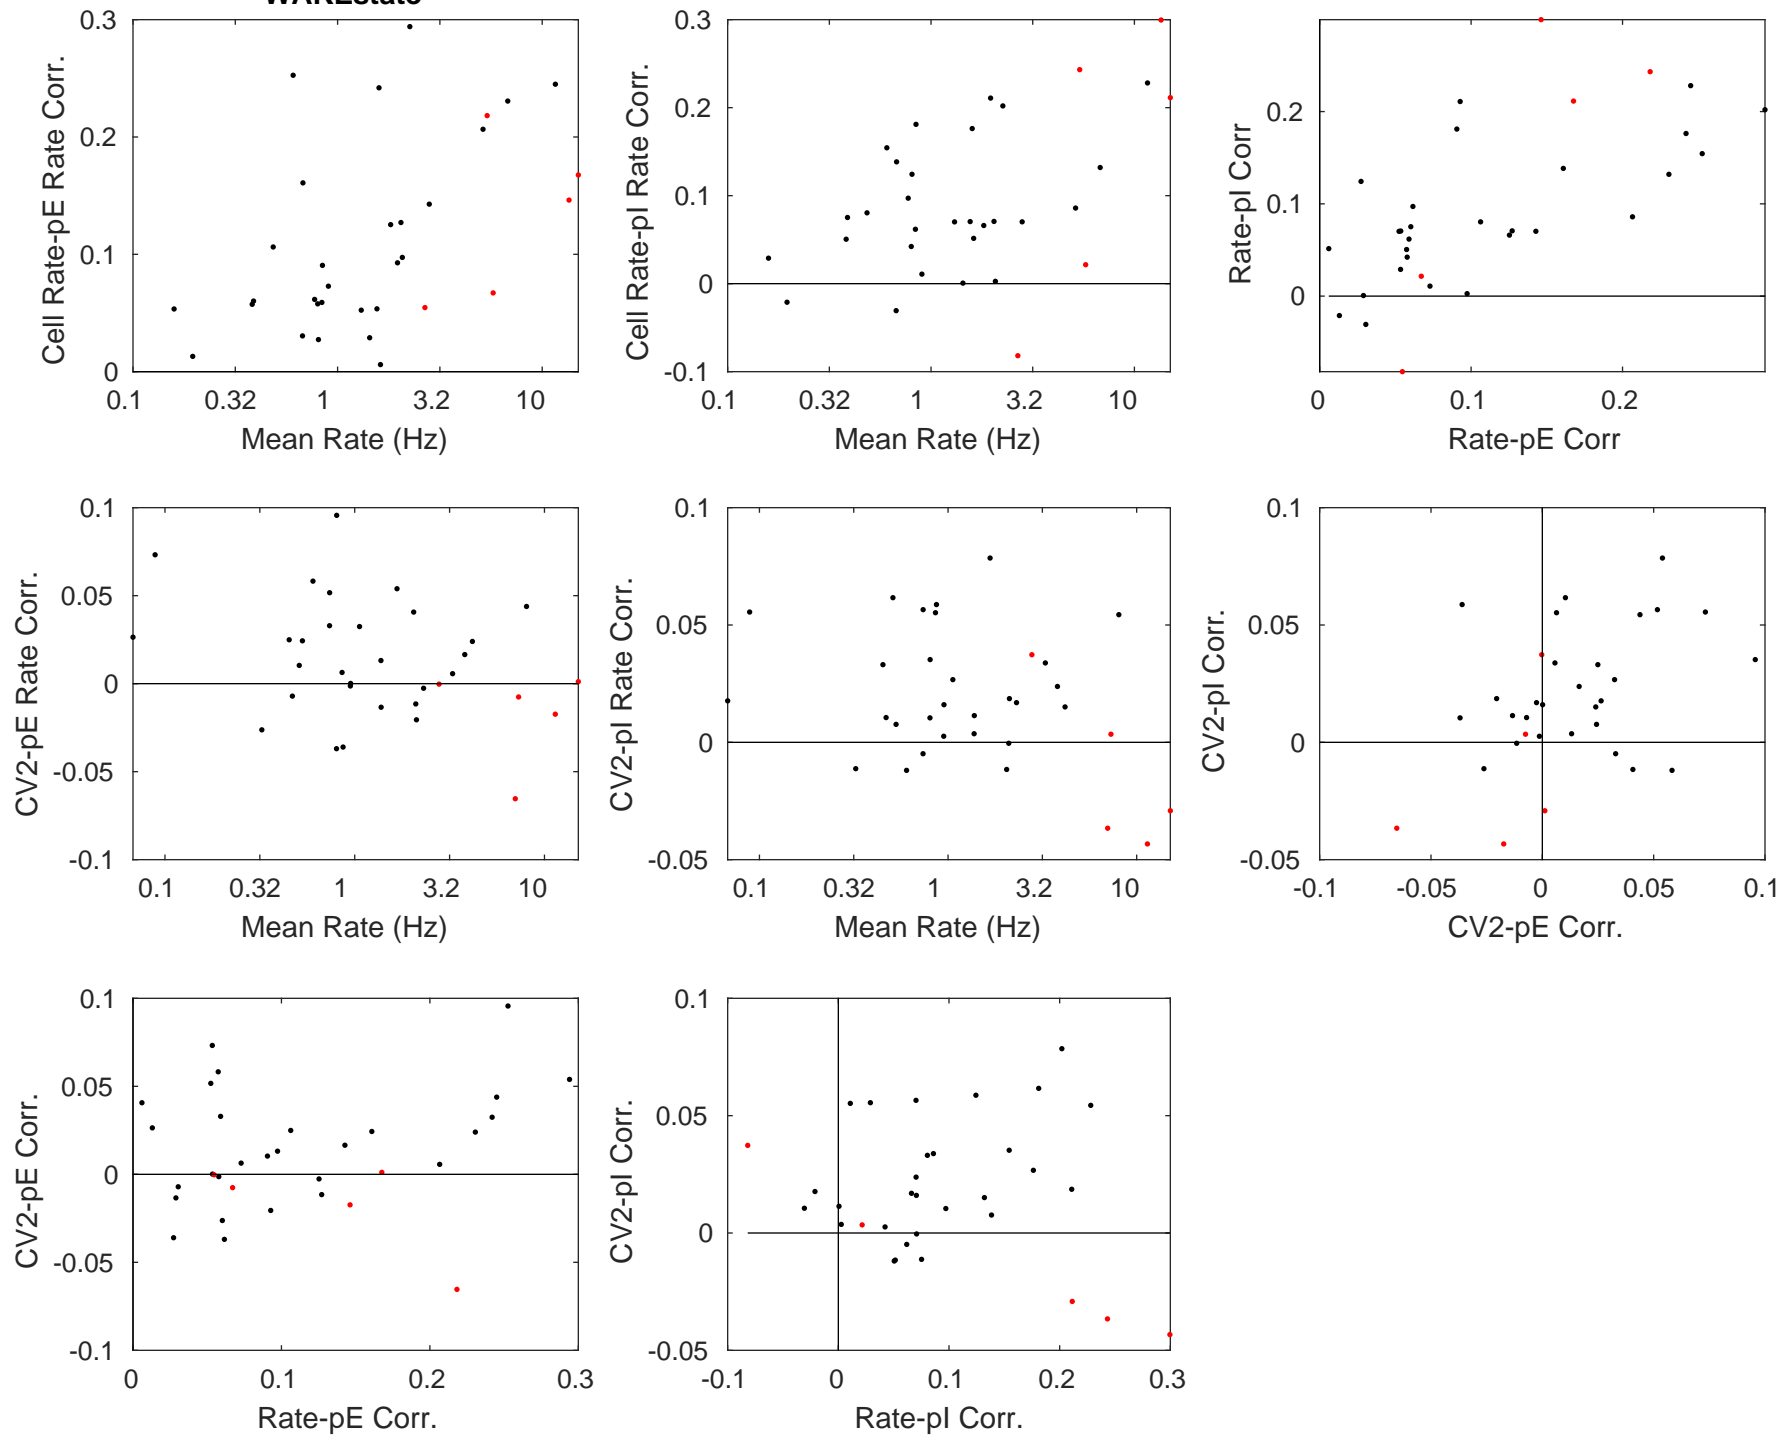 WAKEstate
Cell Rate-pE Rate Corr.
0.3
0.2
0.1
0
0.1 0.32 1 3.2 10
Mean Rate (Hz)
Cell Rate-pI Rate Corr.
0.3
0.2
0.1
0
-0.1
0.1 0.32 1 3.2 10
Mean Rate (Hz)
Rate-pI Corr
0.2
0.1
0
0 0.1 0.2
Rate-pE Corr
CV2-pE Rate Corr.
0.1
0.05
0
-0.05
-0.1
0.1 0.32 1 3.2 10
Mean Rate (Hz)
CV2-pI Rate Corr.
0.1
0.05
0
-0.05
0.1 0.32 1 3.2 10
Mean Rate (Hz)
CV2-pI Corr.
0.1
0.05
0
-0.05
-0.1 -0.05 0 0.05 0.1
CV2-pE Corr.
CV2-pE Corr.
0.1
0.05
0
-0.05
-0.1
0 0.1 0.2 0.3
Rate-pE Corr.
CV2-pI Corr.
0.1
0.05
0
-0.05
-0.1 0 0.1 0.2 0.3
Rate-pI Corr.